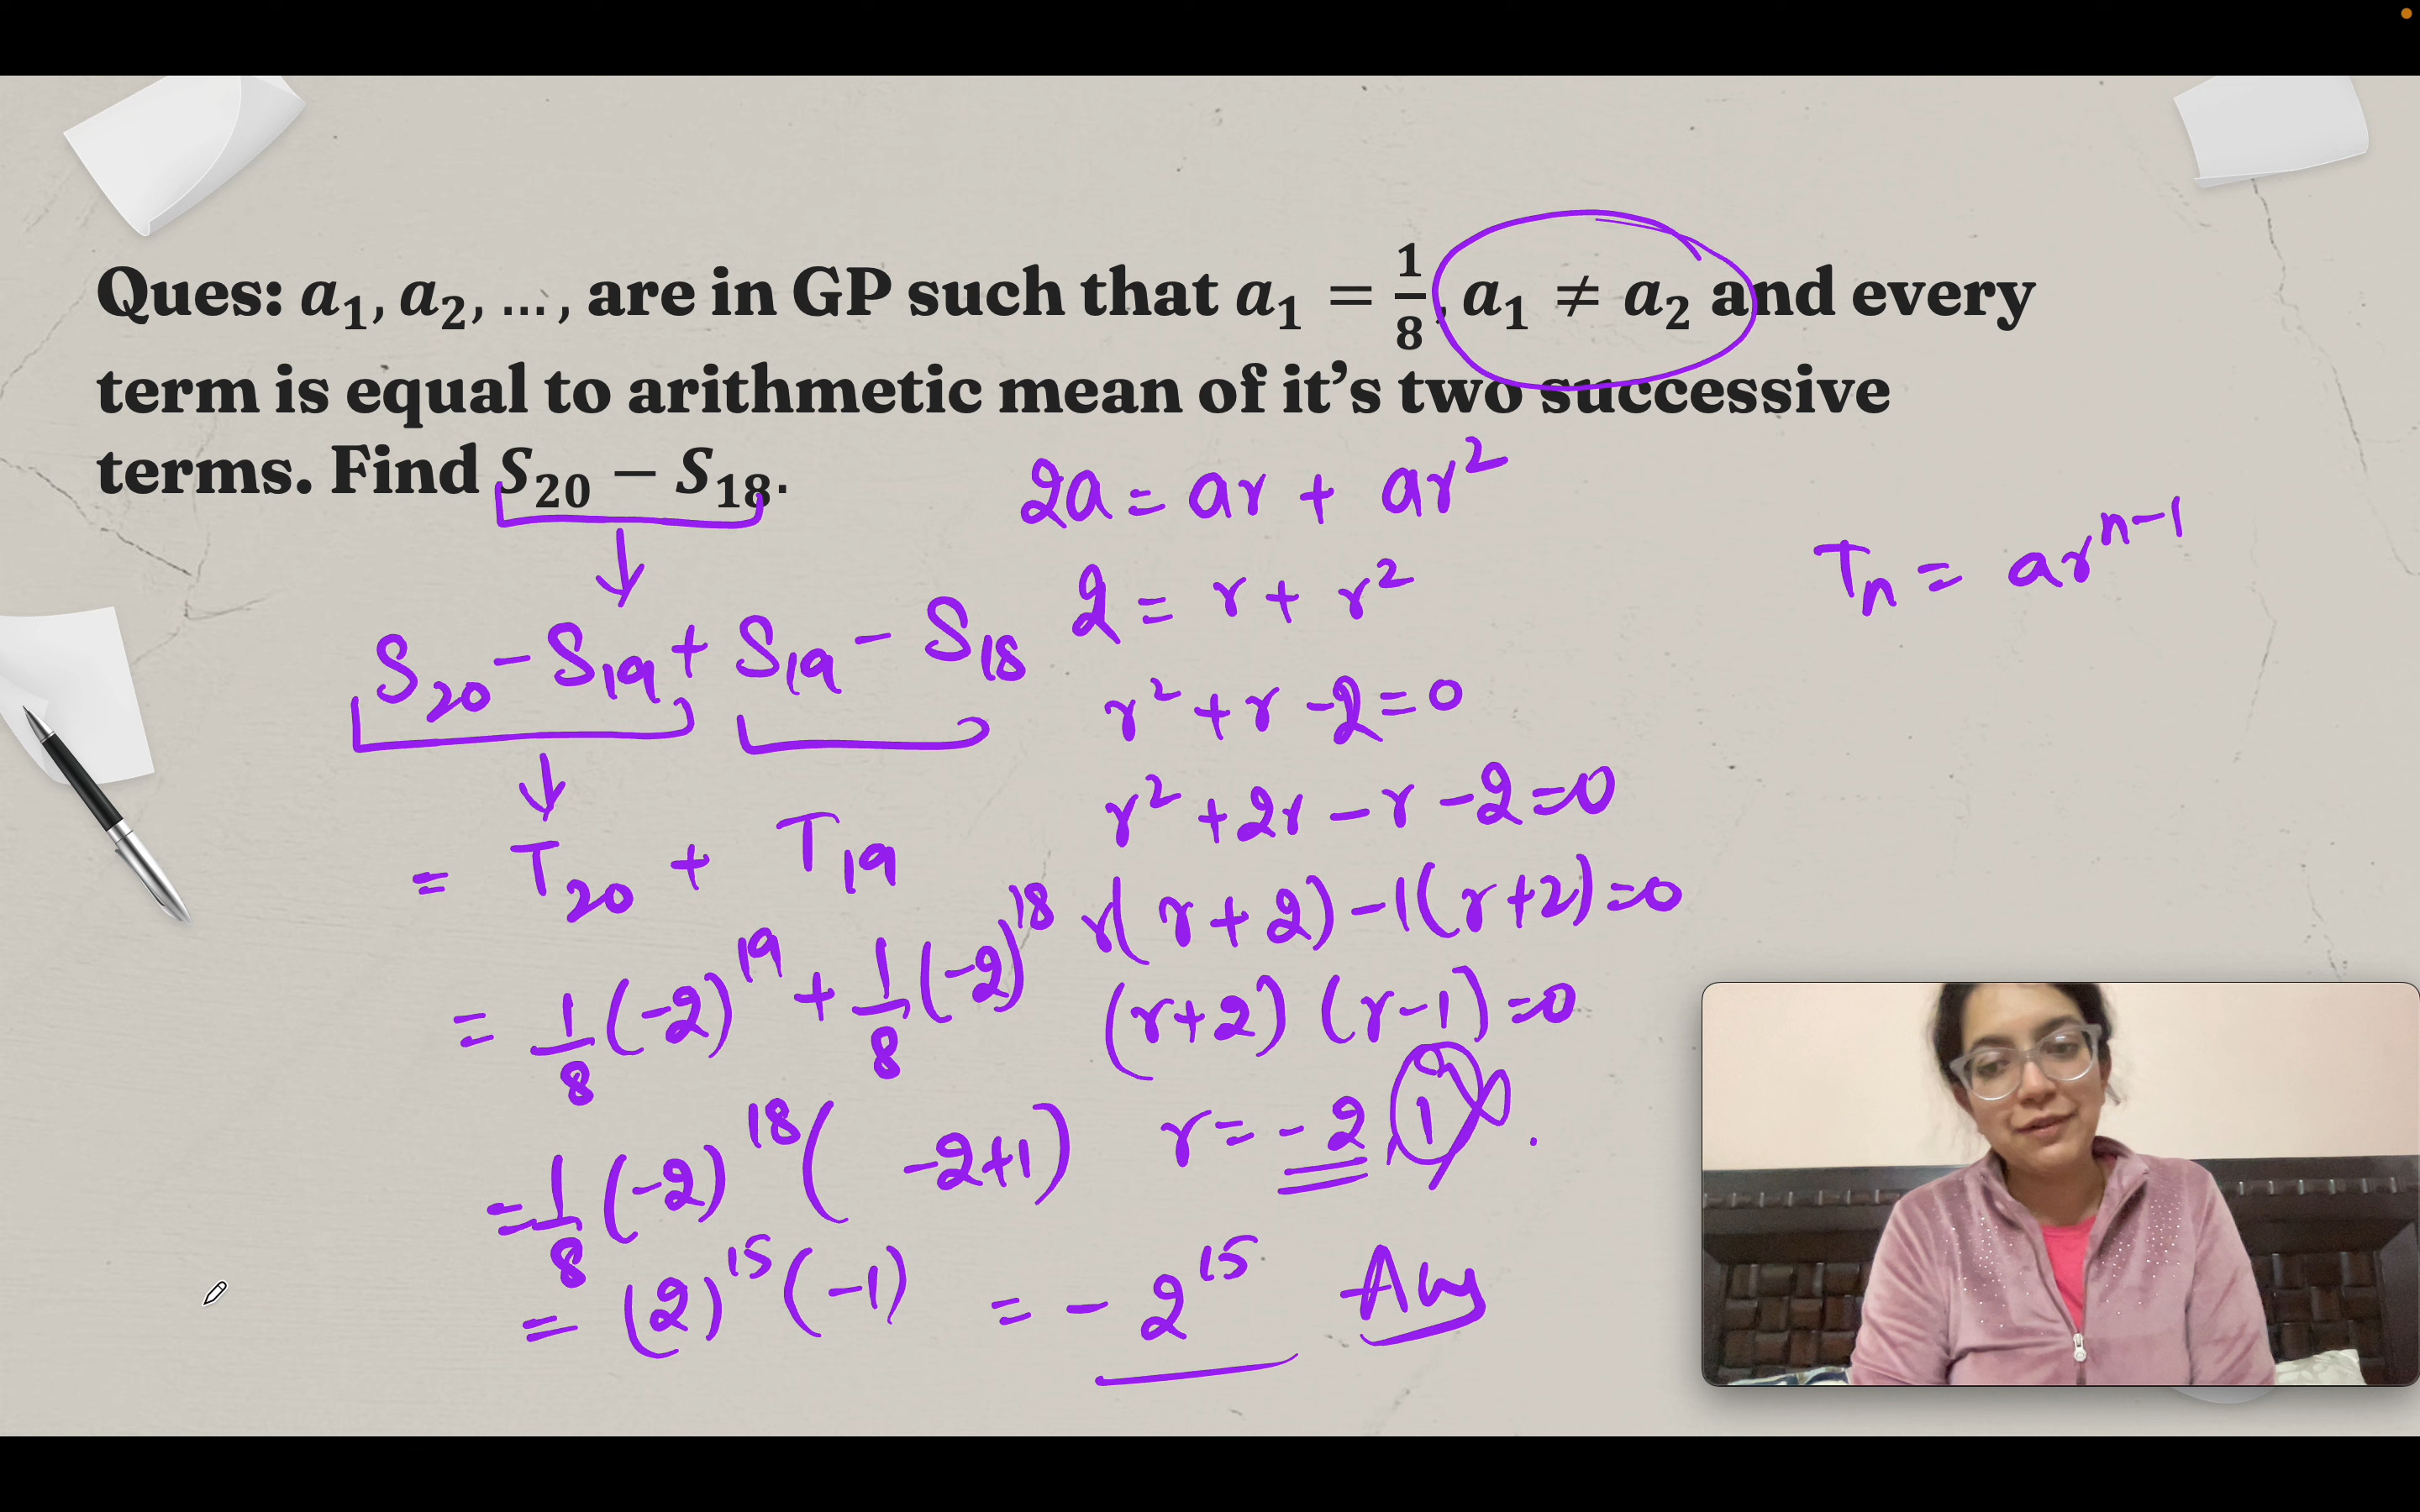 Ques: a₁, a₂, ..., are in GP such that a₁ = 1/8, a₁ ≠ a₂ and every
term is equal to arithmetic mean of it’s two successive
terms. Find S₂₀ − S₁₈.
S₂₀ − S₁₉ + S₁₉ − S₁₈
= T₂₀ + T₁₉
= 1/8 (-2)¹⁹ + 1/8 (-2)¹⁸
= 1/8 (-2)¹⁸ ( -2+1)
= (2)¹⁵ (-1) = -2¹⁵ Ans
2a = ar + ar²
2 = r + r²
r² + r - 2 = 0
r² + 2r - r - 2 = 0
r(r + 2) - 1(r+2) = 0
(r+2) (r-1) = 0
r = -2, 1
Tₙ = arⁿ⁻¹